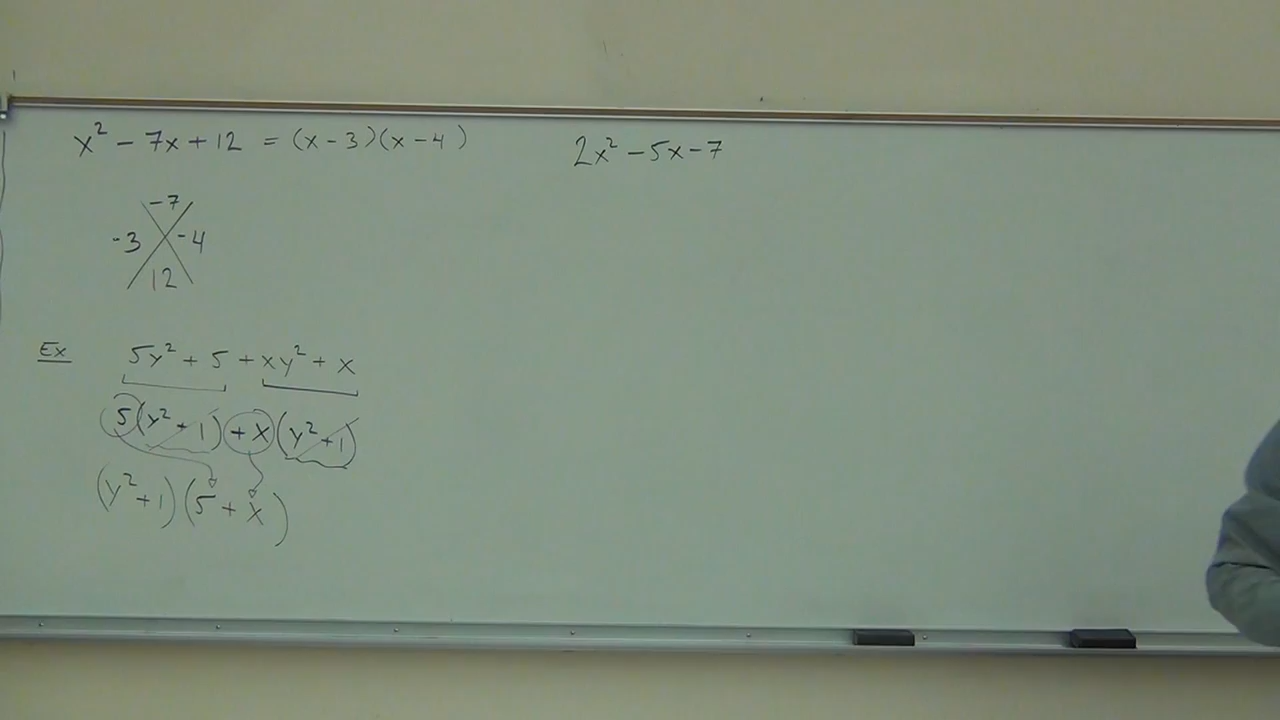 x² - 7x + 12 = (x - 3)(x - 4)
-7
-3 -4
12
Ex 5y² + 5 + xy² + x
5(y² + 1) + x(y² + 1)
(y² + 1)(5 + x)
2x² - 5x - 7